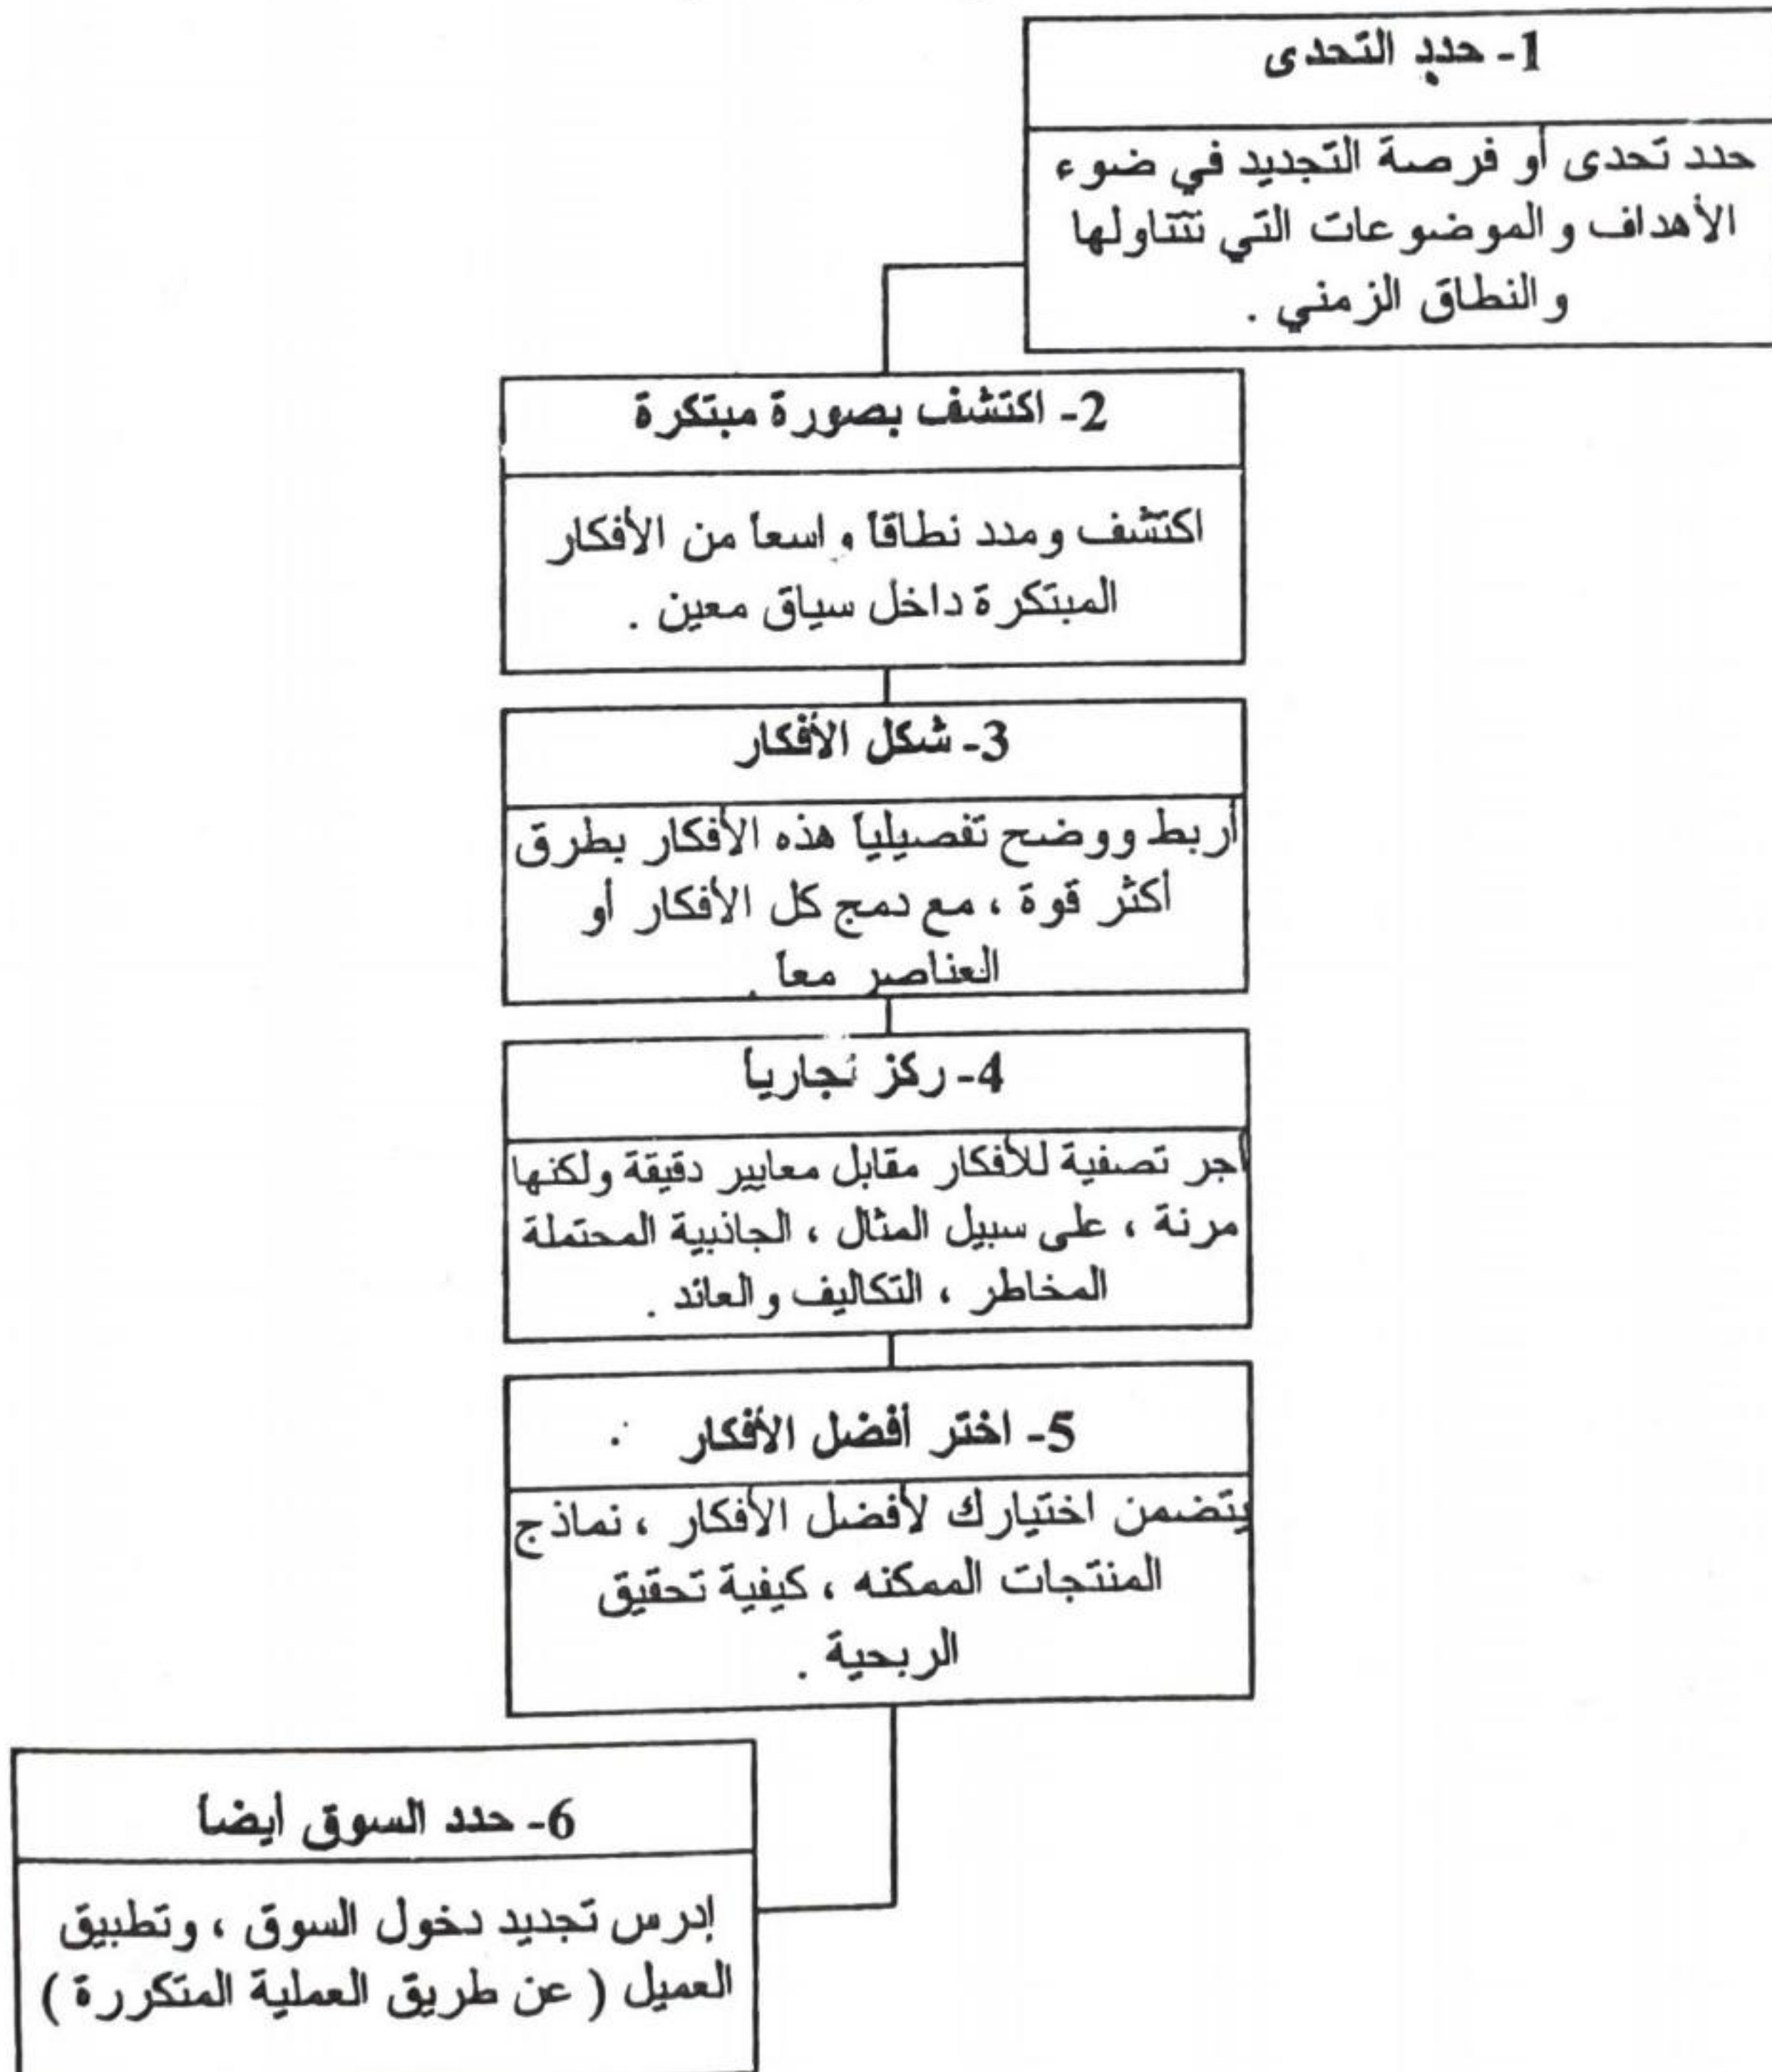 1- حدد التحدى
حدد تحدى أو فرصة التجديد في ضوء
الأهداف والموضوعات التي تتناولها
والنطاق الزمني .
2- اكتشف بصورة مبتكرة
اكتشف ومدد نطاقاً واسعاً من الأفكار
المبتكرة داخل سياق معين .
3- شكل الأفكار
أربط ووضح تفصيلياً هذه الأفكار بطرق
أكثر قوة ، مع دمج كل الأفكار أو
العناصر معاً .
4- ركز تجارياً
أجر تصفية للأفكار مقابل معايير دقيقة ولكنها
مرنة ، على سبيل المثال ، الجاذبية المحتملة
المخاطر ، التكاليف والعائد .
5- اختر أفضل الأفكار .
يتضمن اختيارك لأفضل الأفكار ، نماذج
المنتجات الممكنه ، كيفية تحقيق
الربحية .
6- حدد السوق أيضاً
إدرس تجديد دخول السوق ، وتطبيق
العميل ( عن طريق العملية المتكررة )